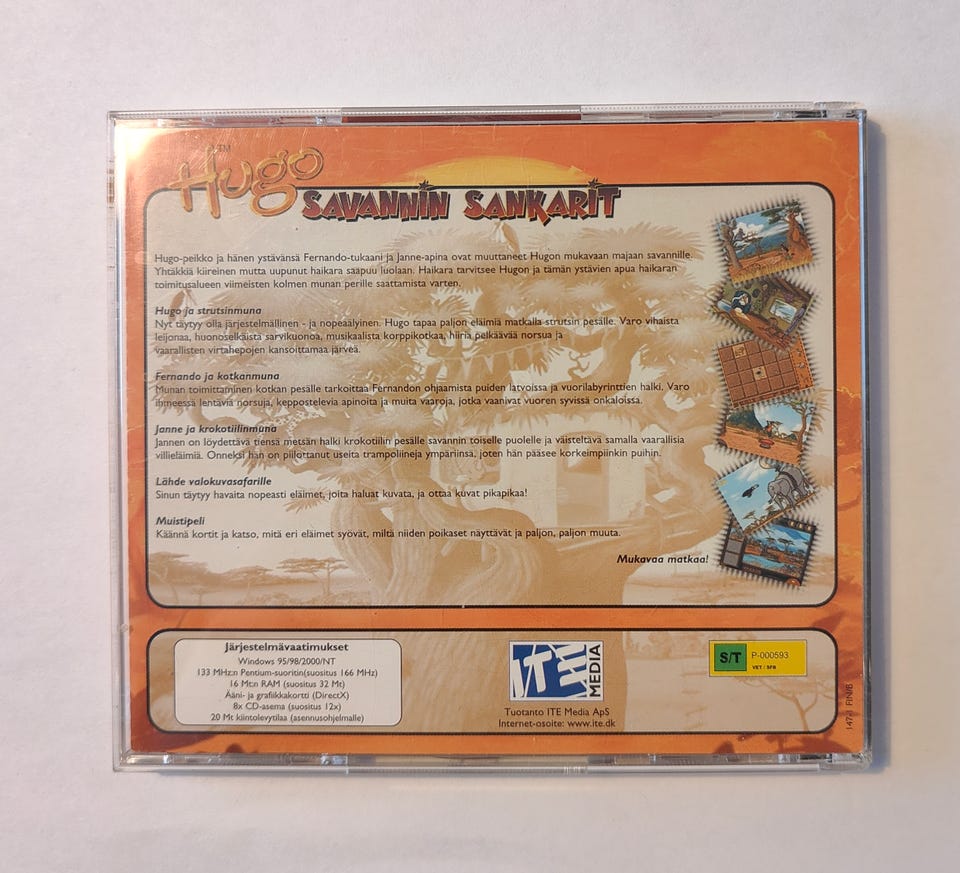 Hugo™
SAVANNIN SANKARIT
Hugo-peikko ja hänen ystävänsä Fernando-tukaani ja Janne-apina ovat muuttaneet Hugon mukavaan majaan savannille.
Yhtäkkiä kiireinen mutta uupunut haikara saapuu luolaan. Haikara tarvitsee Hugon ja tämän ystävien apua haikaran
toimitusalueen viimeisten kolmen munan perille saattamista varten.
Hugo ja strutsinmuna
Nyt täytyy olla järjestelmällinen - ja nopeaälyinen. Hugo tapaa paljon eläimiä matkalla strutsin pesälle. Varo vihaista
leijonaa, huonoselkäistä sarvikuonoa, musikaalista korppikotkaa, hiiriä pelkäävää norsua ja
vaarallisten virtahepojen kansoittamaa järveä.
Fernando ja kotkanmuna
Munan toimittaminen kotkan pesälle tarkoittaa Fernandon ohjaamista puiden latvoissa ja vuorilabyrinttien halki. Varo
ihmeessä lentäviä norsuja, kepposteleviä apinoita ja muita vaaroja, jotka vaanivat vuoren syvissä onkaloissa.
Janne ja krokotiilinmuna
Jannen on löydettävä tiensä metsän halki krokotiilin pesälle savannin toiselle puolelle ja väisteltävä samalla vaarallisia
villieläimiä. Onneksi hän on piilottanut useita trampoliineja ympäriinsä, joten hän pääsee korkeimpiinkin puihin.
Lähde valokuvasafarille
Sinun täytyy havaita nopeasti eläimet, joita haluat kuvata, ja ottaa kuvat pikapikaa!
Muistipeli
Käännä kortit ja katso, mitä eri eläimet syövät, miltä niiden poikaset näyttävät ja paljon, paljon muuta.
Mukavaa matkaa!
Järjestelmävaatimukset
Windows 95/98/2000/NT
133 MHz:n Pentium-suoritin(suositus 166 MHz)
16 Mt:n RAM (suositus 32 Mt)
Ääni- ja grafiikkakortti (DirectX)
8x CD-asema (suositus 12x)
20 Mt kiintolevytilaa (asennusohjelmalle)
ITE MEDIA
Tuotanto ITE Media ApS
Internet-osoite: www.ite.dk
S/T P-000593
VET / SFB
147-1 FIN/B